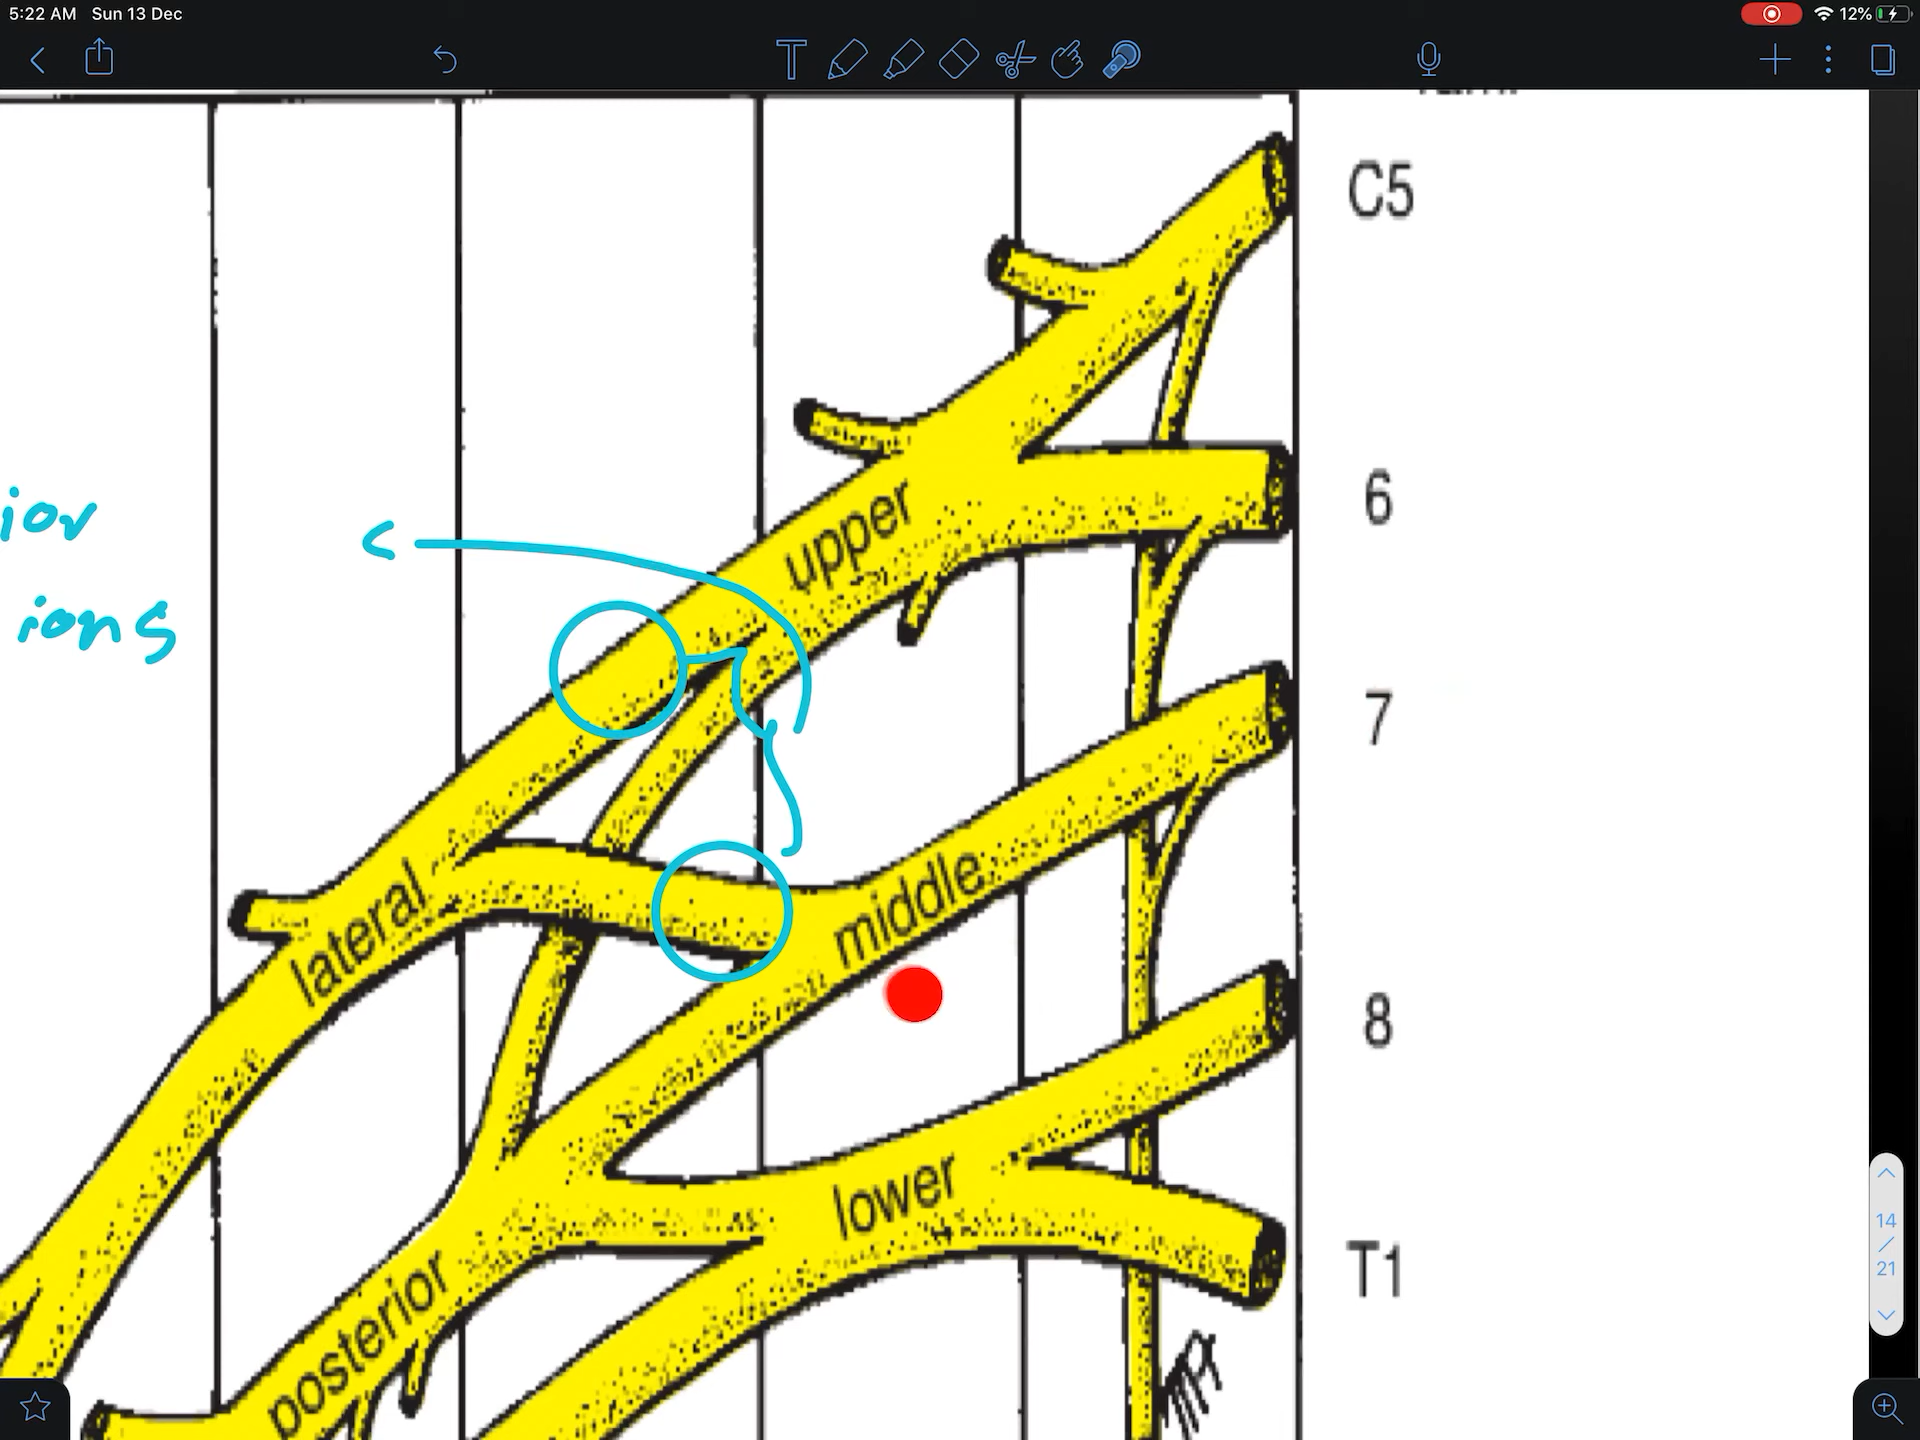 5:22 AM Sun 13 Dec
12%
C5
6
upper
ior
ions
7
middle
lateral
8
lower
14
/
21
T1
posterior